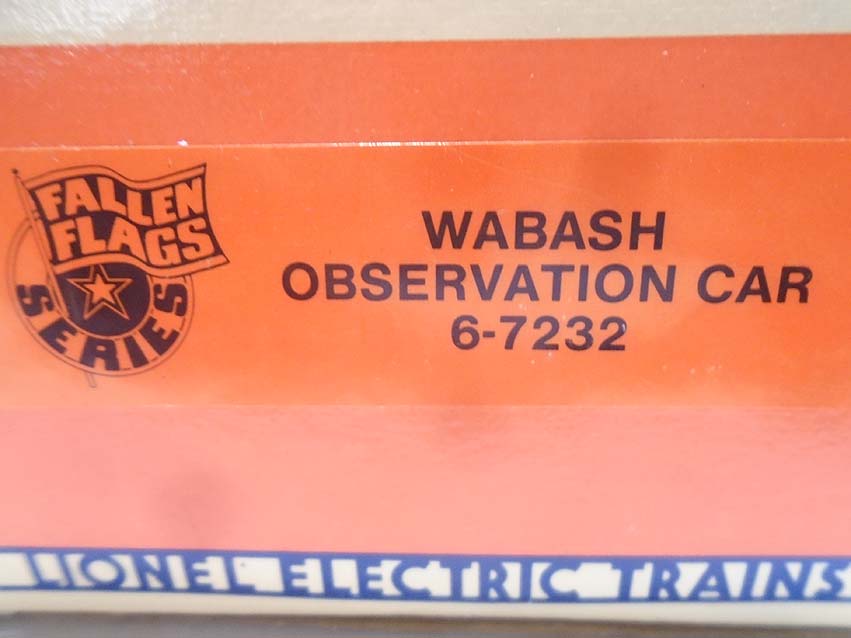 FALLEN
FLAGS
SERIES
WABASH
OBSERVATION CAR
6-7232
LIONEL ELECTRIC TRAINS